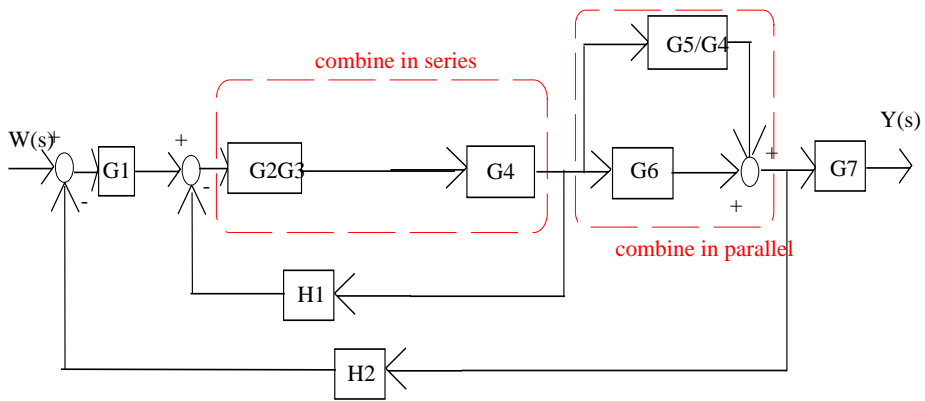 G5/G4
combine in series
W(s)
+
G1
+
-
G2G3
G4
G6
+
+
G7
Y(s)
-
combine in parallel
H1
H2